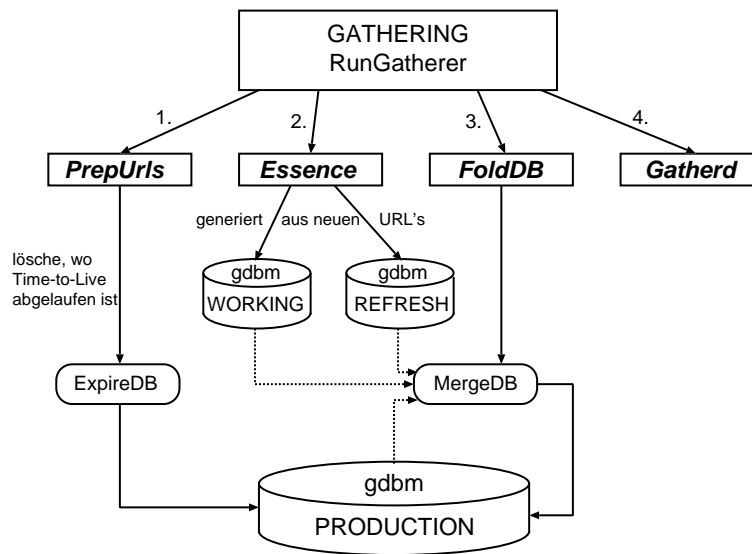 GATHERING
RunGatherer
1.
2.
3.
4.
PrepUrls
Essence
FoldDB
Gatherd
generiert aus neuen URL's
lösche, wo
Time-to-Live
abgelaufen ist
gdbm
WORKING
gdbm
REFRESH
ExpireDB
MergeDB
gdbm
PRODUCTION